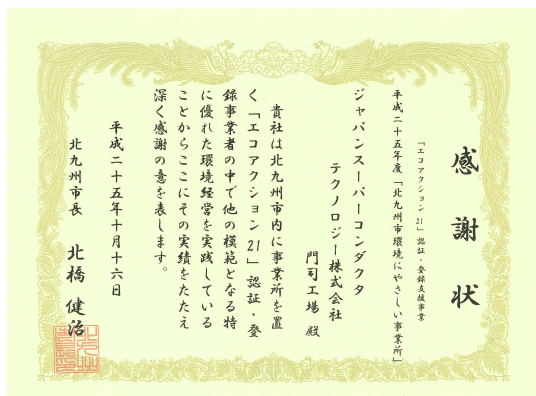 感謝状
「エコアクション21」認証・登録支援事業
平成二十五年度「北九州市環境にやさしい事業所」
ジャパンスーパーコンダクタ
テクノロジー株式会社
門司工場 殿
貴社は北九州市内に事業所を置
く「エコアクション21」認証・登
録事業者の中で他の模範となる特
に優れた環境経営を実践している
ことからここにその実績をたたえ
深く感謝の意を表します。
平成二十五年十月十六日
北九州市長 北橋健治